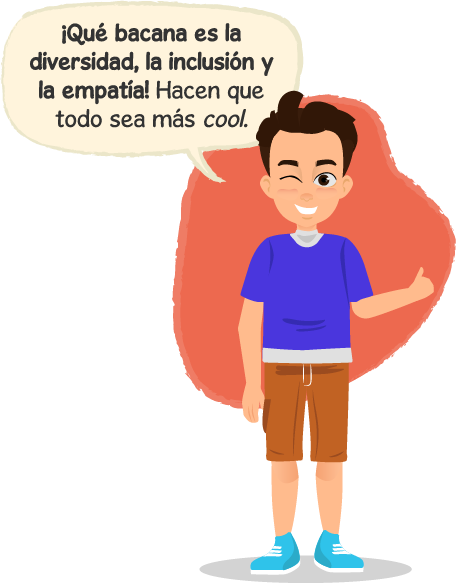 ¡Qué bacana es la
diversidad, la inclusión y
la empatía! Hacen que
todo sea más cool.